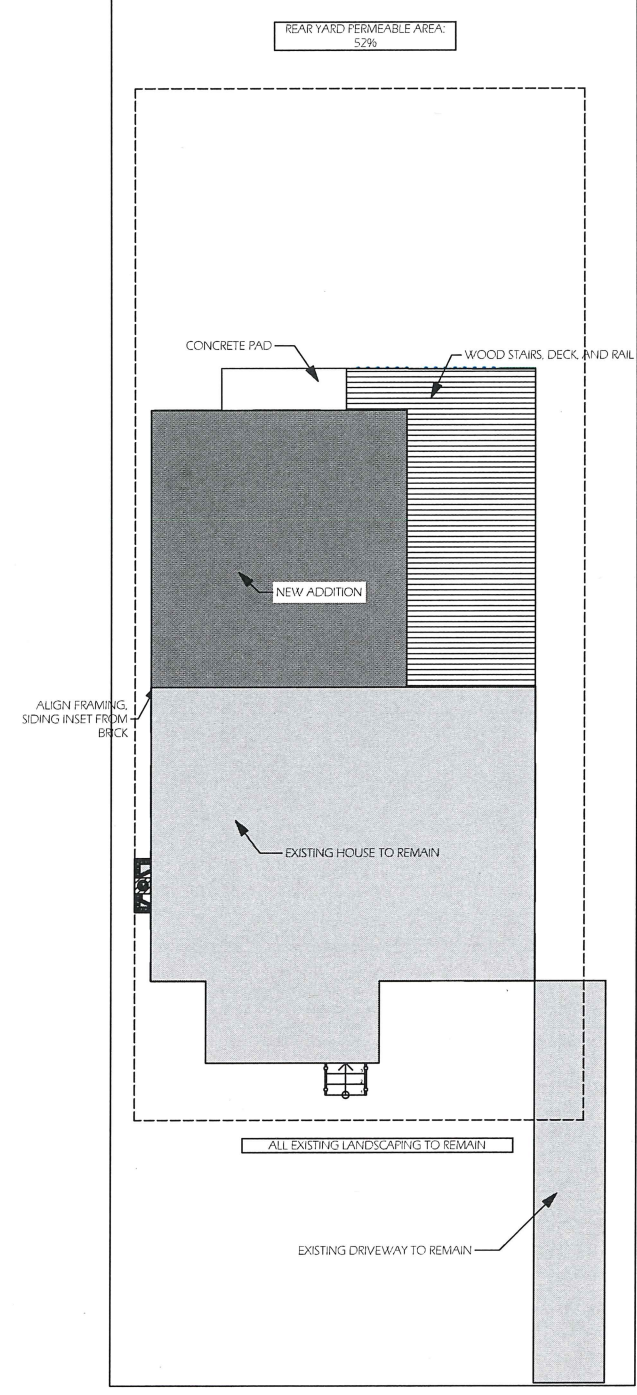 REAR YARD PERMEABLE AREA:
52%
CONCRETE PAD
WOOD STAIRS, DECK, AND RAIL
NEW ADDITION
ALIGN FRAMING,
SIDING INSET FROM
BRICK
EXISTING HOUSE TO REMAIN
ALL EXISTING LANDSCAPING TO REMAIN
EXISTING DRIVEWAY TO REMAIN